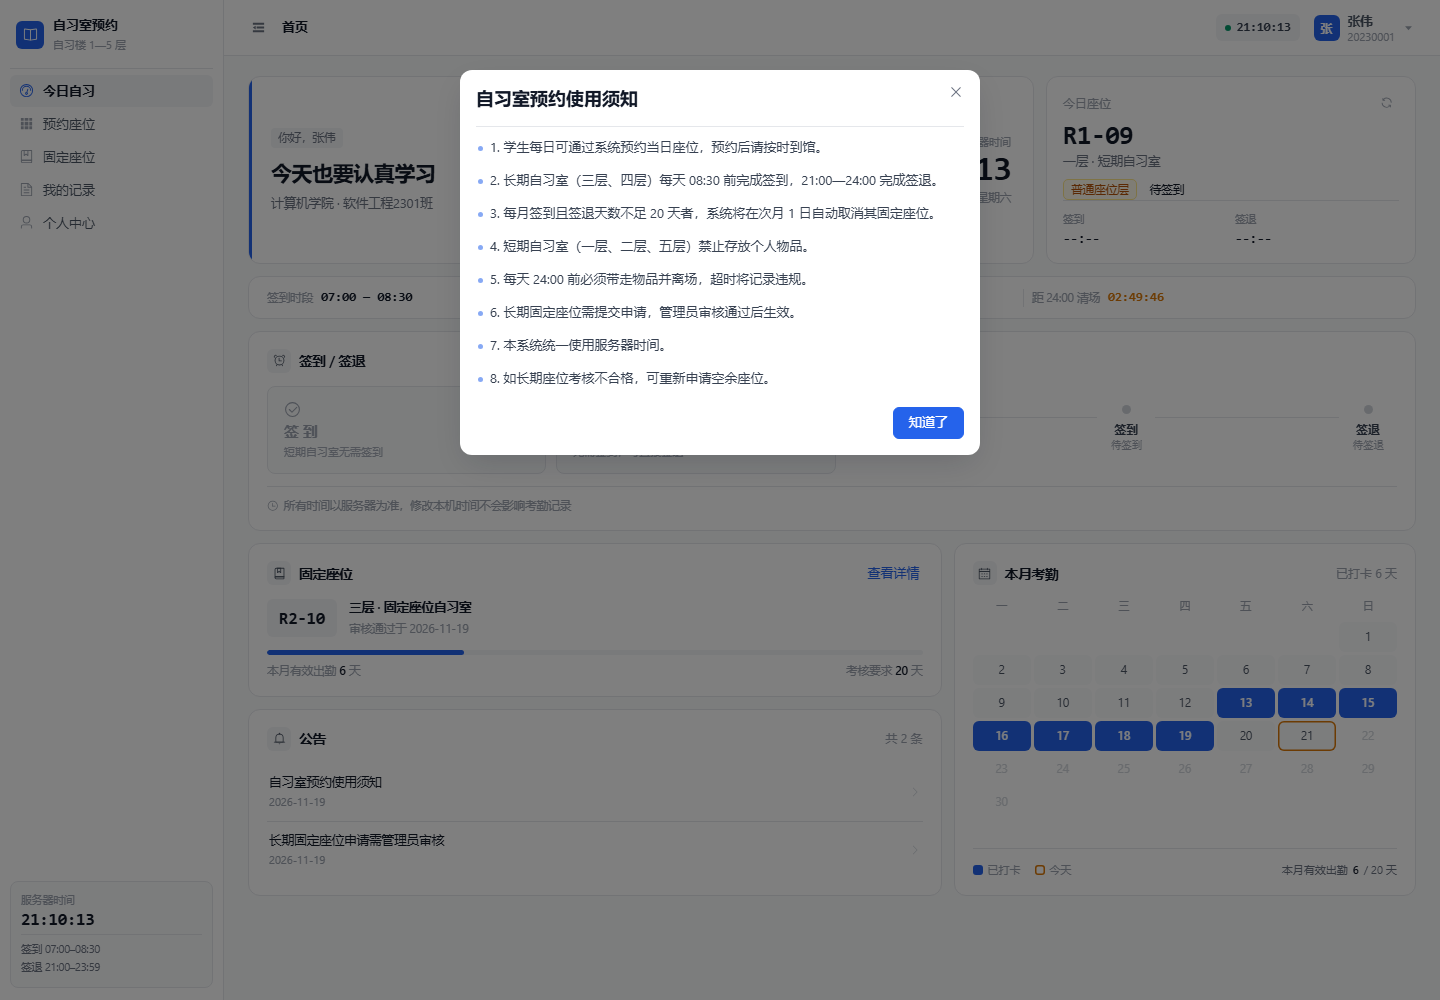 自习室预约
自习楼 1—5 层
今日自习
预约座位
固定座位
我的记录
个人中心
服务器时间
21:10:13
签到 07:00–08:30
签退 21:00–23:59
首页
21:10:13
张
张伟
20230001
你好，张伟
今天也要认真学习
计算机学院 · 软件工程2301班
器时间
13
星期六
今日座位
R1-09
一层 · 短期自习室
普通座位层
待签到
签到
签退
--:--
--:--
签到时段 07:00 — 08:30
距 24:00 清场 02:49:46
自习室预约使用须知
1. 学生每日可通过系统预约当日座位，预约后请按时到馆。
2. 长期自习室（三层、四层）每天 08:30 前完成签到，21:00—24:00 完成签退。
3. 每月签到且签退天数不足 20 天者，系统将在次月 1 日自动取消其固定座位。
4. 短期自习室（一层、二层、五层）禁止存放个人物品。
5. 每天 24:00 前必须带走物品并离场，超时将记录违规。
6. 长期固定座位需提交申请，管理员审核通过后生效。
7. 本系统统一使用服务器时间。
8. 如长期座位考核不合格，可重新申请空余座位。
知道了
签到 / 签退
签 到
短期自习室无需签到
签到
待签到
签退
待签退
所有时间以服务器为准，修改本机时间不会影响考勤记录
固定座位
查看详情
R2-10
三层 · 固定座位自习室
审核通过于 2026-11-19
本月有效出勤 6 天
考核要求 20 天
公告
共 2 条
自习室预约使用须知
2026-11-19
长期固定座位申请需管理员审核
2026-11-19
本月考勤
已打卡 6 天
一 二 三 四 五 六 日
1
2 3 4 5 6 7 8
9 10 11 12 13 14 15
16 17 18 19 20 21 22
23 24 25 26 27 28 29
30
已打卡 今天
本月有效出勤 6 / 20 天